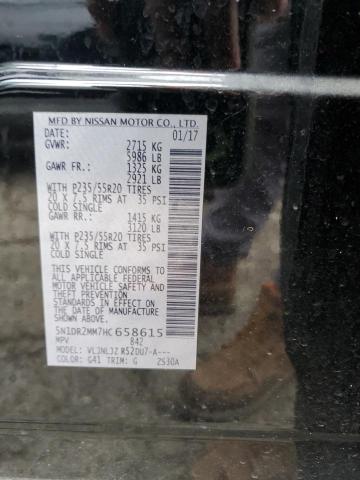 MFD BY NISSAN MOTOR CO., LTD.
DATE: 01/17
GVWR: 2715 KG
5986 LB
GAWR FR.: 1325 KG
2921 LB
WITH P235/55R20 TIRES
20 X 7.5 RIMS AT 35 PSI
COLD SINGLE
GAWR RR.: 1415 KG
3120 LB
WITH P235/55R20 TIRES
20 X 7.5 RIMS AT 35 PSI
COLD SINGLE
THIS VEHICLE CONFORMS TO
ALL APPLICABLE FEDERAL
MOTOR VEHICLE SAFETY
STANDARDS IN EFFECT ON
THE DATE OF MANUFACTURE
SHOWN ABOVE.
5N1DR2MM7HC658615
MPV 842
MODEL: VLJNLJZ R52DU7-A---
COLOR: G41 TRIM: G 2S30A